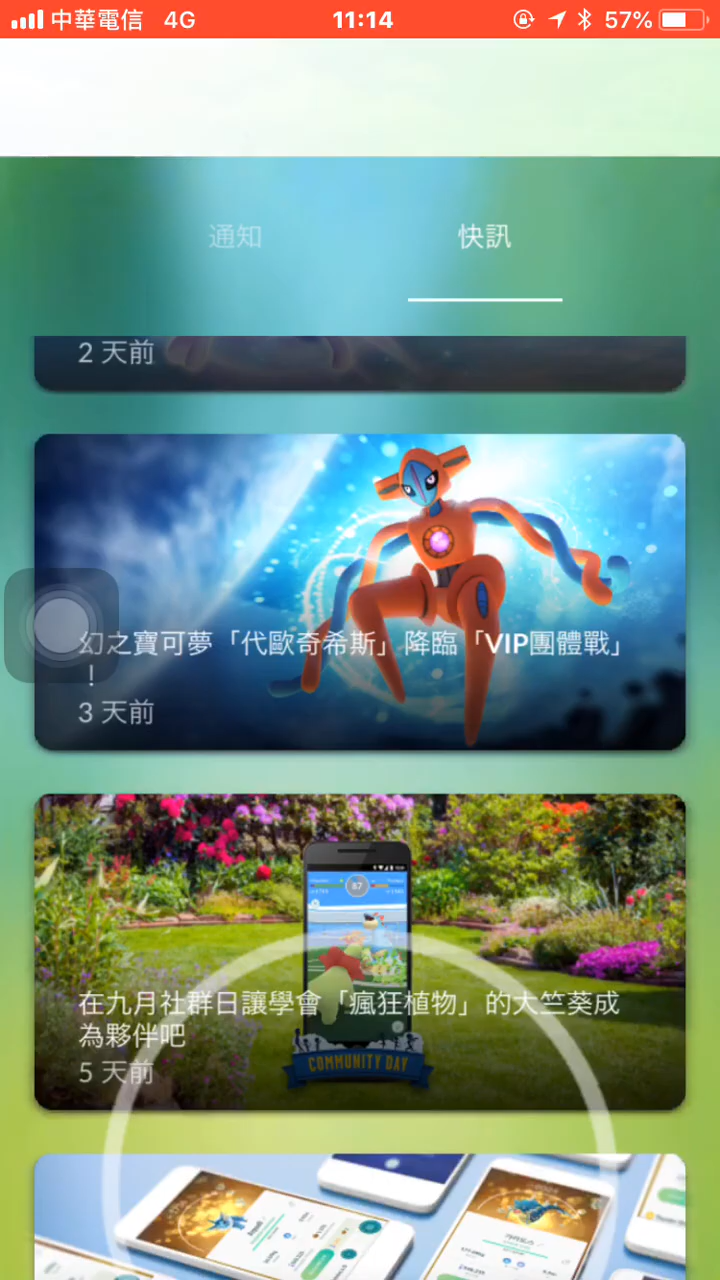 中華電信 4G 11:14 57%
通知 快訊
2 天前
幻之寶可夢「代歐奇希斯」降臨「VIP團體戰」
！
3 天前
87
在九月社群日讓學會「瘋狂植物」的大竺葵成
為夥伴吧
COMMUNITY DAY
5 天前